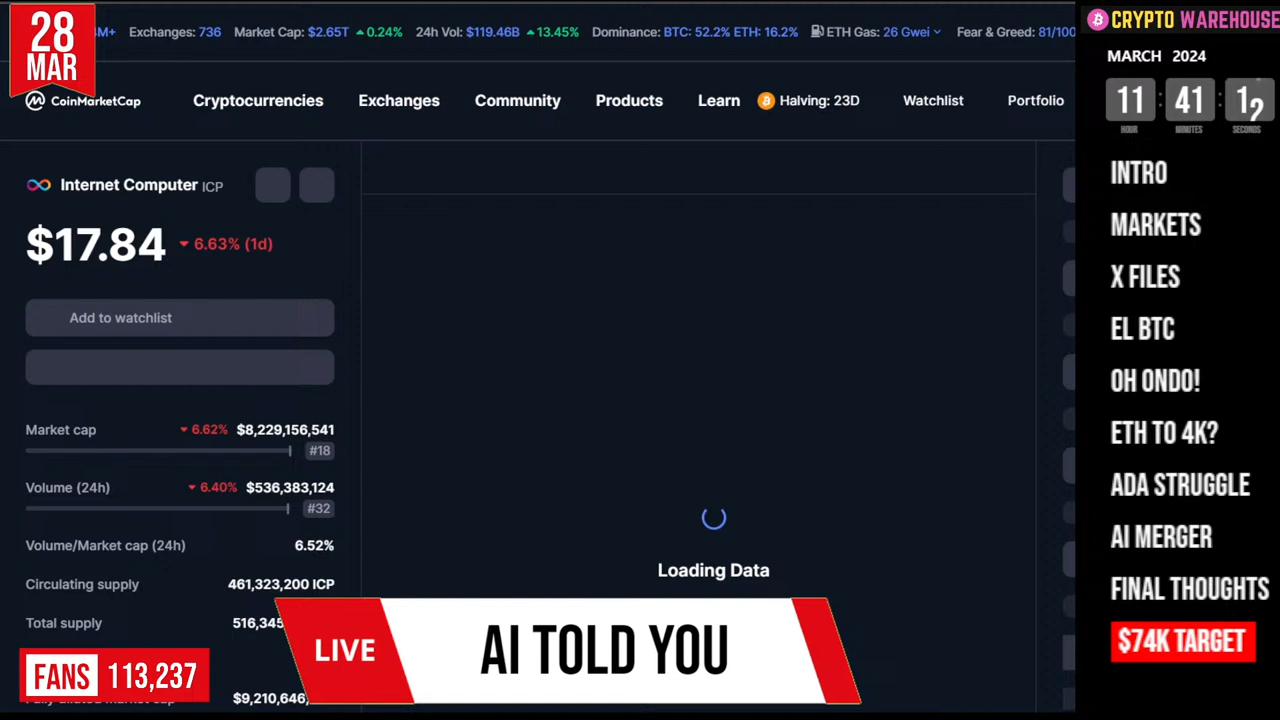 28
MAR
4M+ Exchanges: 736 Market Cap: $2.65T 0.24% 24h Vol: $119.46B 13.45% Dominance: BTC: 52.2% ETH: 16.2% ETH Gas: 26 Gwei Fear & Greed: 81/100
CoinMarketCap Cryptocurrencies Exchanges Community Products Learn Halving: 23D Watchlist Portfolio
Internet Computer ICP
$17.84 6.63% (1d)
Add to watchlist
Market cap 6.62% $8,229,156,541
#18
Volume (24h) 6.40% $536,383,124
#32
Volume/Market cap (24h) 6.52%
Circulating supply 461,323,200 ICP
Total supply 516,345
$9,210,646,
Loading Data
LIVE AI TOLD YOU
FANS 113,237
CRYPTO WAREHOUSE
MARCH 2024
11 : 41 :
HOUR MINUTES SECONDS
INTRO
MARKETS
X FILES
EL BTC
OH ONDO!
ETH TO 4K?
ADA STRUGGLE
AI MERGER
FINAL THOUGHTS
$74K TARGET